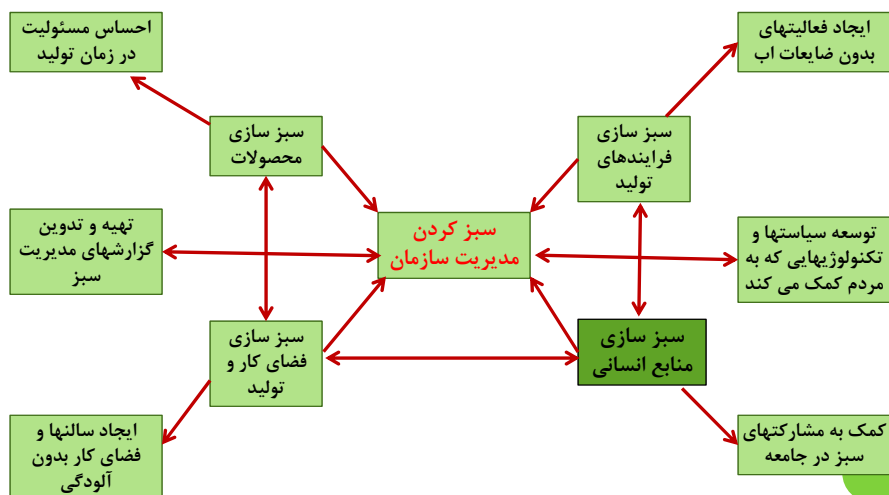 ایجاد فعالیتهای
بدون ضایعات اب
احساس مسئولیت
در زمان تولید
سبز سازی
فرایندهای
تولید
سبز سازی
محصولات
سبز کردن
مدیریت سازمان
توسعه سیاستها و
تکنولوژیهایی که به
مردم کمک می کند
تهیه و تدوین
گزارشهای مدیریت
سبز
سبز سازی
منابع انسانی
سبز سازی
فضای کار و
تولید
کمک به مشارکتهای
سبز در جامعه
ایجاد سالنها و
فضای کار بدون
آلودگی